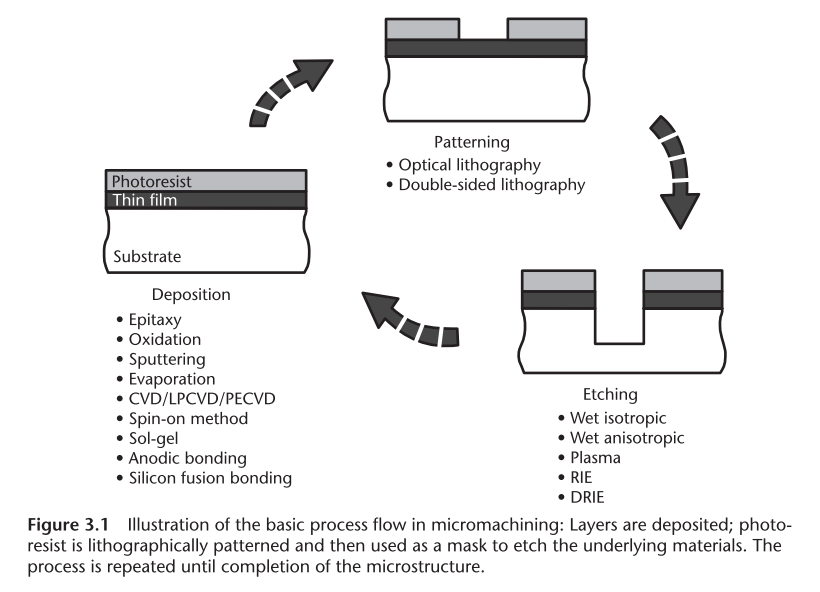 Patterning
• Optical lithography
• Double-sided lithography
Photoresist
Thin film
Substrate
Deposition
• Epitaxy
• Oxidation
• Sputtering
• Evaporation
• CVD/LPCVD/PECVD
• Spin-on method
• Sol-gel
• Anodic bonding
• Silicon fusion bonding
Etching
• Wet isotropic
• Wet anisotropic
• Plasma
• RIE
• DRIE
Figure 3.1 Illustration of the basic process flow in micromachining: Layers are deposited; photo-
resist is lithographically patterned and then used as a mask to etch the underlying materials. The
process is repeated until completion of the microstructure.